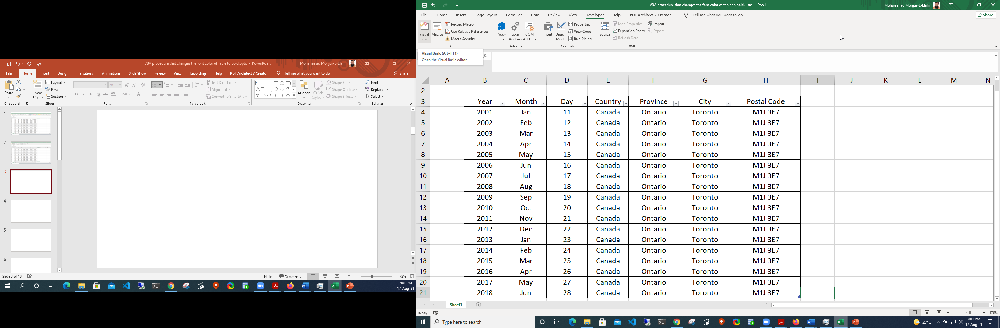 VBA procedure that changes the font color of table to bold.pptx - PowerPoint
Mohammad Monjur-E-Elahi
File Home Insert Design Transitions Animations Slide Show Review View Recording Help PDF Architect 7 Creator Tell me what you want to do Share
Paste
Clipboard
New Slide
Layout
Reset
Section
Slides
28
B I U S abc AV Aa A
Font
Text Direction
Align Text
Convert to SmartArt
Paragraph
Arrange
Quick Styles
Shape Fill
Shape Outline
Shape Effects
Drawing
Find
Replace
Select
Editing
1
2
3
4
5
6
Slide 3 of 18
Notes
Comments
72%
7:01 PM
17-Aug-21
VBA procedure that changes the font color of table to bold.xlsm - Excel
Mohammad Monjur-E-Elahi
File Home Insert Page Layout Formulas Data Review View Developer Help PDF Architect 7 Creator Tell me what you want to do Share
Visual Basic
Macros
Record Macro
Use Relative References
Macro Security
Code
Add-ins
Excel Add-ins
COM Add-ins
Add-ins
Insert
Design Mode
Properties
View Code
Run Dialog
Controls
Source
Map Properties
Expansion Packs
Refresh Data
Import
Export
XML
Visual Basic (Alt+F11)
Open the Visual Basic editor.
fx
A B C D E F G H I J K L M N
2
3 Year Month Day Country Province City Postal Code
4 2001 Jan 11 Canada Ontario Toronto M1J 3E7
5 2002 Feb 12 Canada Ontario Toronto M1J 3E7
6 2003 Mar 13 Canada Ontario Toronto M1J 3E7
7 2004 Apr 14 Canada Ontario Toronto M1J 3E7
8 2005 May 15 Canada Ontario Toronto M1J 3E7
9 2006 Jun 16 Canada Ontario Toronto M1J 3E7
10 2007 Jul 17 Canada Ontario Toronto M1J 3E7
11 2008 Aug 18 Canada Ontario Toronto M1J 3E7
12 2009 Sep 19 Canada Ontario Toronto M1J 3E7
13 2010 Oct 20 Canada Ontario Toronto M1J 3E7
14 2011 Nov 21 Canada Ontario Toronto M1J 3E7
15 2012 Dec 22 Canada Ontario Toronto M1J 3E7
16 2013 Jan 23 Canada Ontario Toronto M1J 3E7
17 2014 Feb 24 Canada Ontario Toronto M1J 3E7
18 2015 Mar 25 Canada Ontario Toronto M1J 3E7
19 2016 Apr 26 Canada Ontario Toronto M1J 3E7
20 2017 May 27 Canada Ontario Toronto M1J 3E7
21 2018 Jun 28 Canada Ontario Toronto M1J 3E7
Sheet1
Ready
175%
Type here to search
27°C
7:01 PM
17-Aug-21